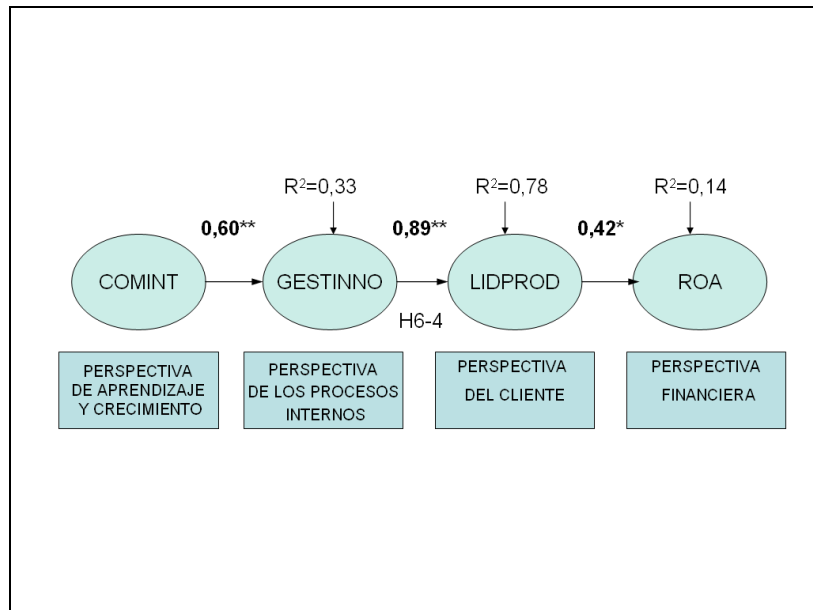 R²=0,33
R²=0,78
R²=0,14
0,60**
0,89**
0,42*
COMINT
GESTINNO
LIDPROD
ROA
H6-4
PERSPECTIVA
DE APRENDIZAJE
Y CRECIMIENTO
PERSPECTIVA
DE LOS PROCESOS
INTERNOS
PERSPECTIVA
DEL CLIENTE
PERSPECTIVA
FINANCIERA